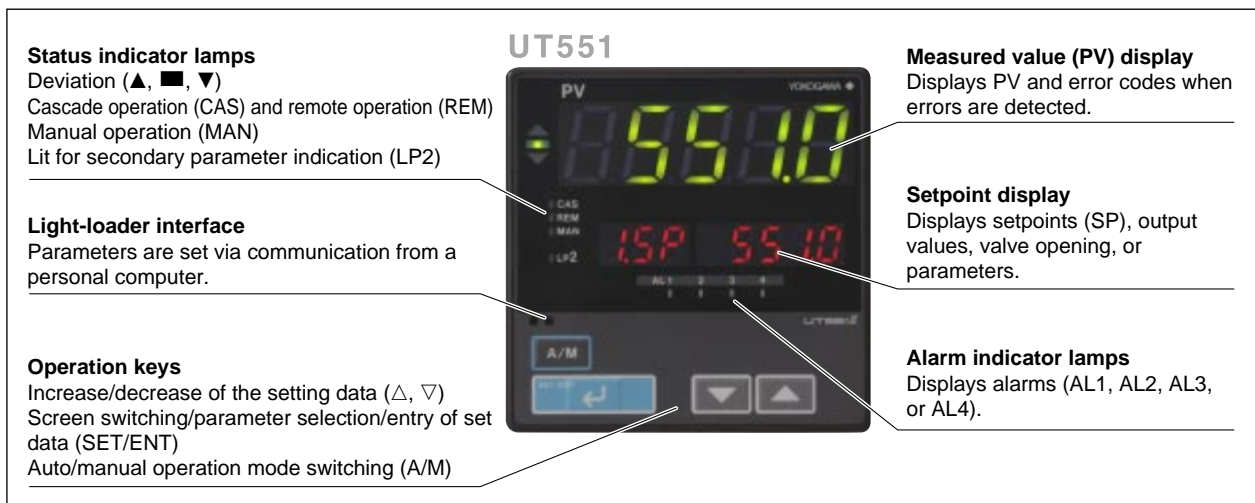 UT551
Status indicator lamps
Deviation (▲, ■, ▼)
Cascade operation (CAS) and remote operation (REM)
Manual operation (MAN)
Lit for secondary parameter indication (LP2)
Light-loader interface
Parameters are set via communication from a
personal computer.
Operation keys
Increase/decrease of the setting data (△, ▽)
Screen switching/parameter selection/entry of set
data (SET/ENT)
Auto/manual operation mode switching (A/M)
PV
YOKOGAWA
551.0
CAS
REM
MAN
LP2
1.SP 551.0
AL 1 2 3 4
A/M
SET/ENT
Measured value (PV) display
Displays PV and error codes when
errors are detected.
Setpoint display
Displays setpoints (SP), output
values, valve opening, or
parameters.
Alarm indicator lamps
Displays alarms (AL1, AL2, AL3,
or AL4).